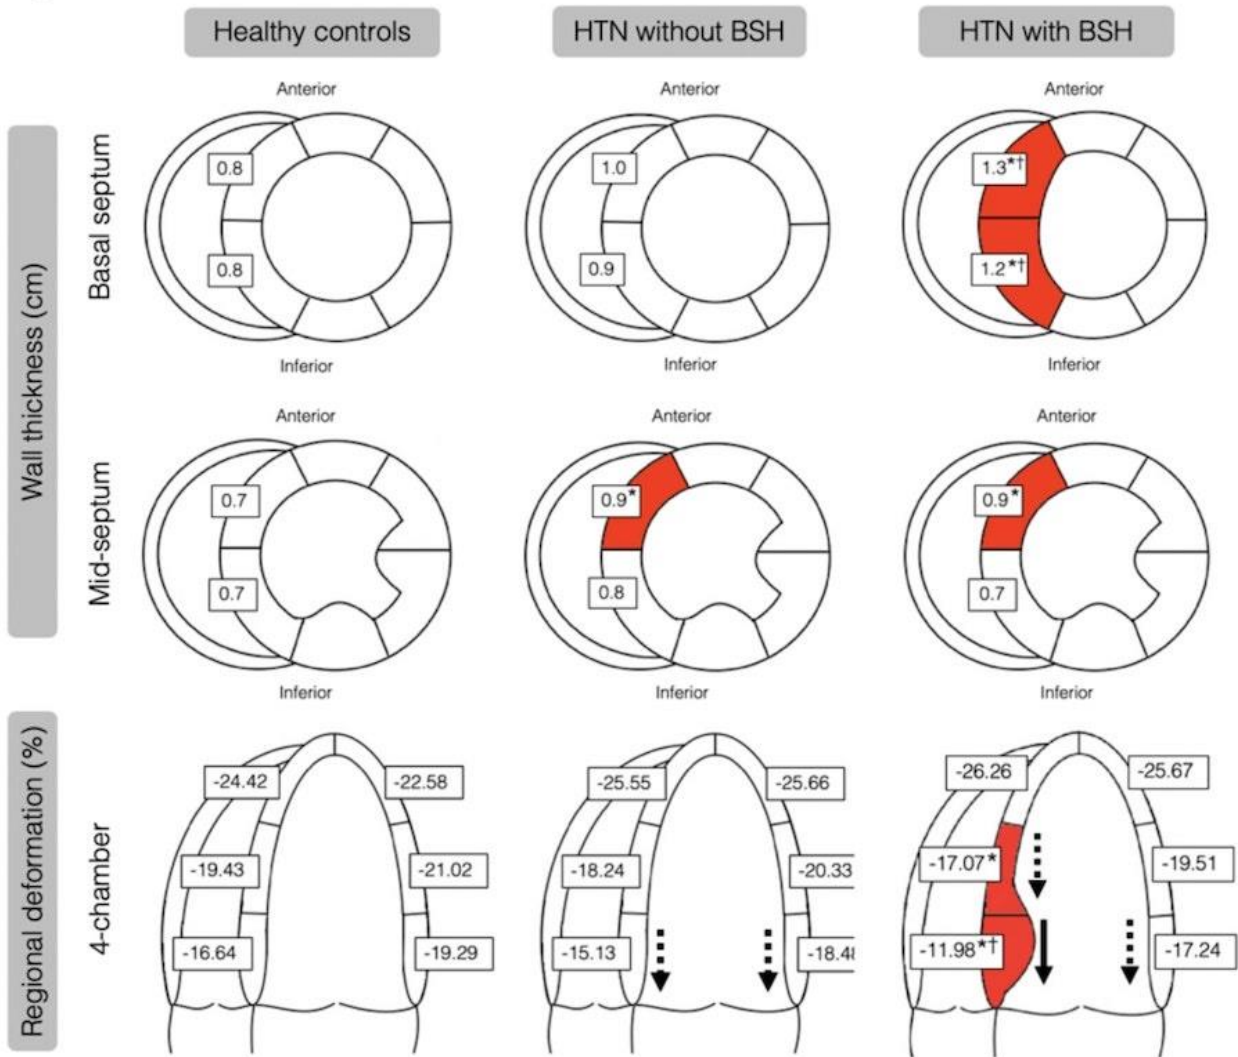 Healthy controls
HTN without BSH
HTN with BSH
Wall thickness (cm)
Basal septum
Anterior
0.8
0.8
Inferior
Anterior
1.0
0.9
Inferior
Anterior
1.3*†
1.2*†
Inferior
Mid-septum
Anterior
0.7
0.7
Inferior
Anterior
0.9*
0.8
Inferior
Anterior
0.9*
0.7
Inferior
Regional deformation (%)
4-chamber
-24.42
-22.58
-19.43
-21.02
-16.64
-19.29
-25.55
-25.66
-18.24
-20.33
-15.13
-26.26
-25.67
-17.07*
-19.51
-11.98*†
-17.24